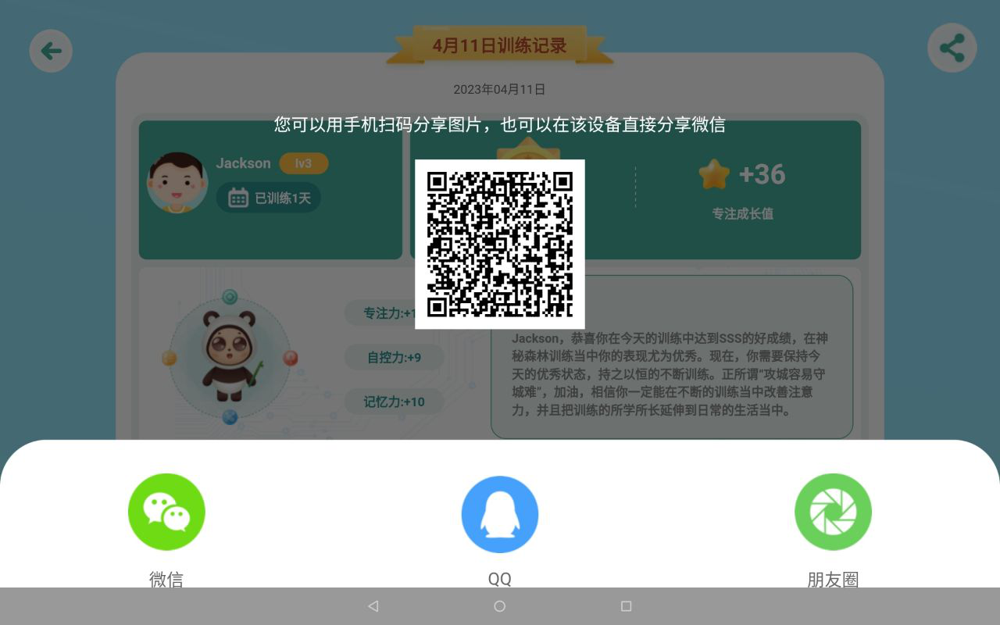 4月11日训练记录
2023年04月11日
您可以用手机扫码分享图片，也可以在该设备直接分享微信
Jackson lv3
已训练1天
+36
专注成长值
专注力:+1
自控力:+9
记忆力:+10
Jackson，恭喜你在今天的训练中达到SSS的好成绩，在神
秘森林训练当中你的表现尤为优秀。现在，你需要保持今
天的优秀状态，持之以恒的不断训练。正所谓“攻城容易守
城难”，加油，相信你一定能在不断的训练当中改善注意
力，并且把训练的所学所长延伸到日常的生活当中。
微信
QQ
朋友圈